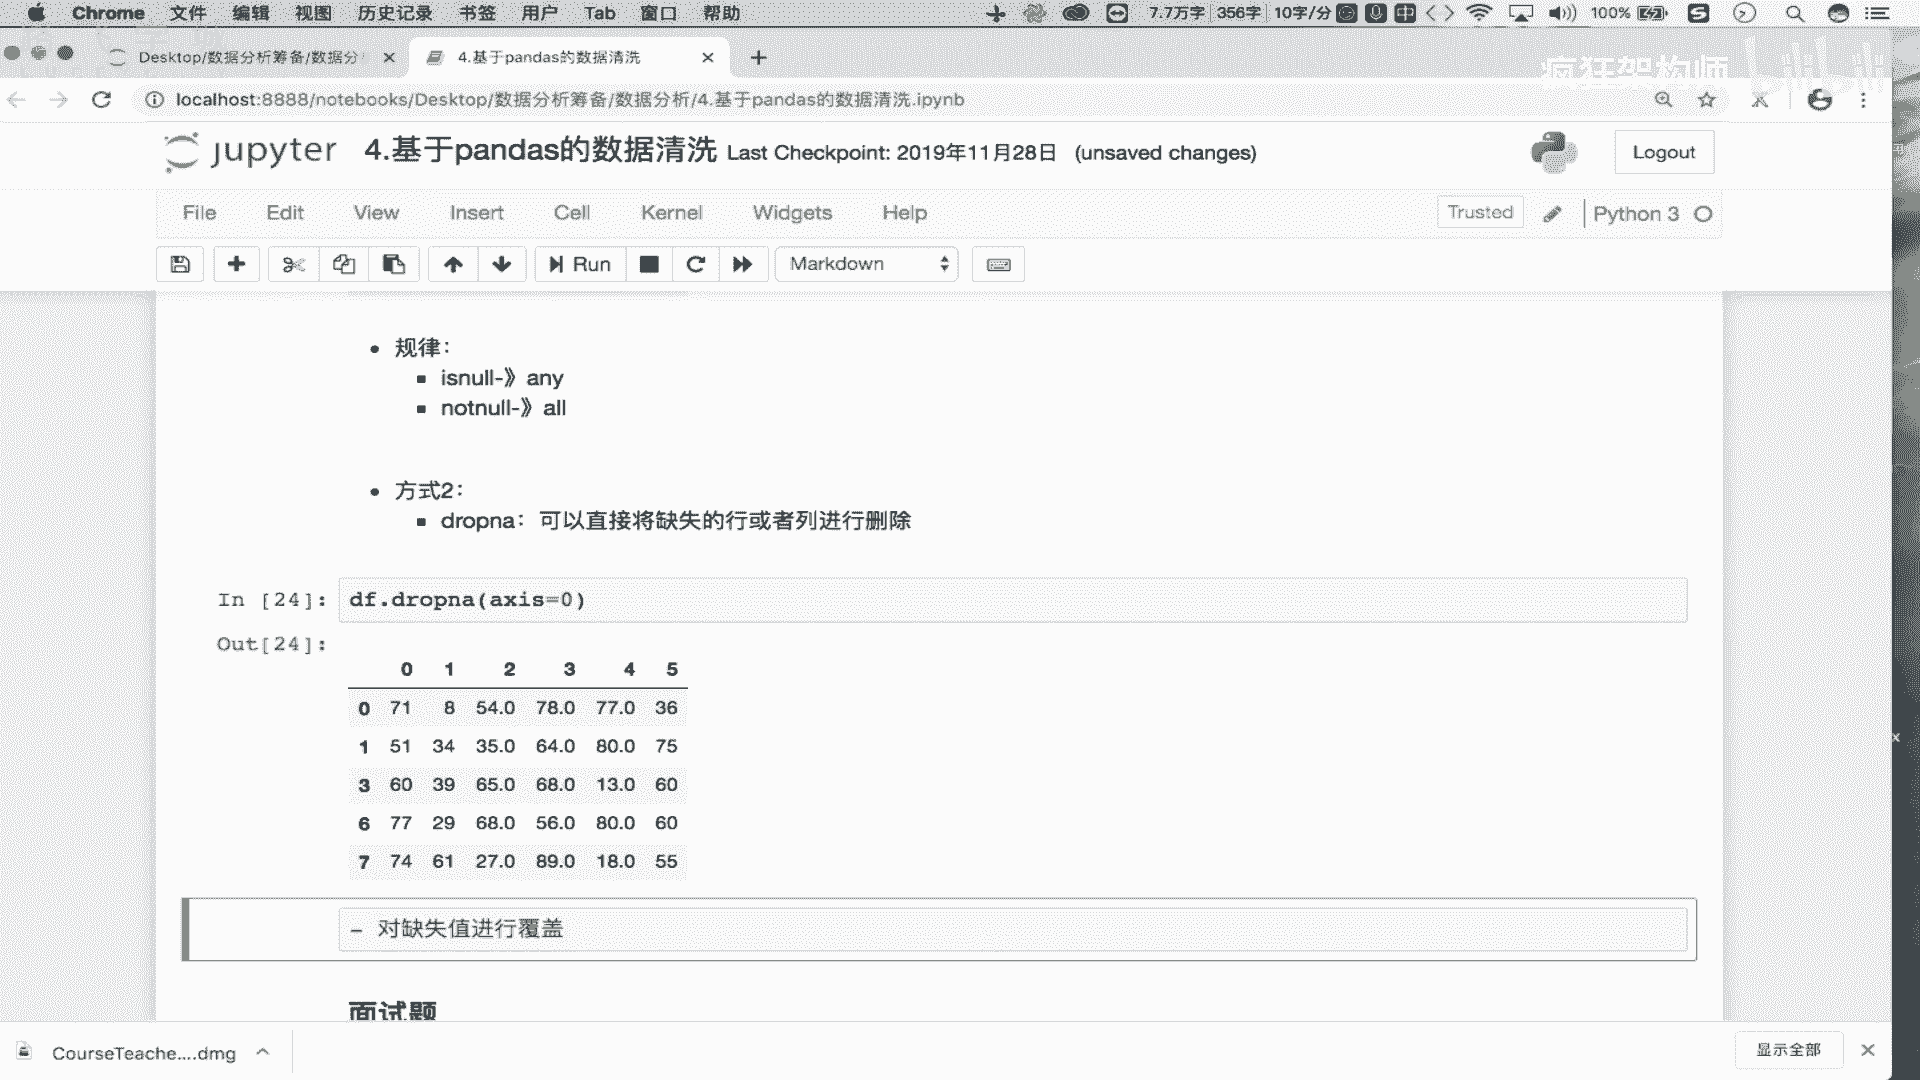 Chrome 文件 编辑 视图 历史记录 书签 用户 Tab 窗口 帮助 7.7万字 356字 10字/分 中 100%
Desktop/数据分析筹备/数据分
4.基于pandas的数据清洗
疯狂架构师 bilibili
localhost:8888/notebooks/Desktop/数据分析筹备/数据分析/4.基于pandas的数据清洗.ipynb
jupyter 4.基于pandas的数据清洗 Last Checkpoint: 2019年11月28日 (unsaved changes)
Logout
File Edit View Insert Cell Kernel Widgets Help
Trusted Python 3
Run Markdown
规律：
isnull-》any
notnull-》all
方式2：
dropna：可以直接将缺失的行或者列进行删除
In [24]: df.dropna(axis=0)
Out[24]:
0 1 2 3 4 5
0 71 8 54.0 78.0 77.0 36
1 51 34 35.0 64.0 80.0 75
3 60 39 65.0 68.0 13.0 60
6 77 29 68.0 56.0 80.0 60
7 74 61 27.0 89.0 18.0 55
- 对缺失值进行覆盖
面试题
CourseTeache....dmg
显示全部